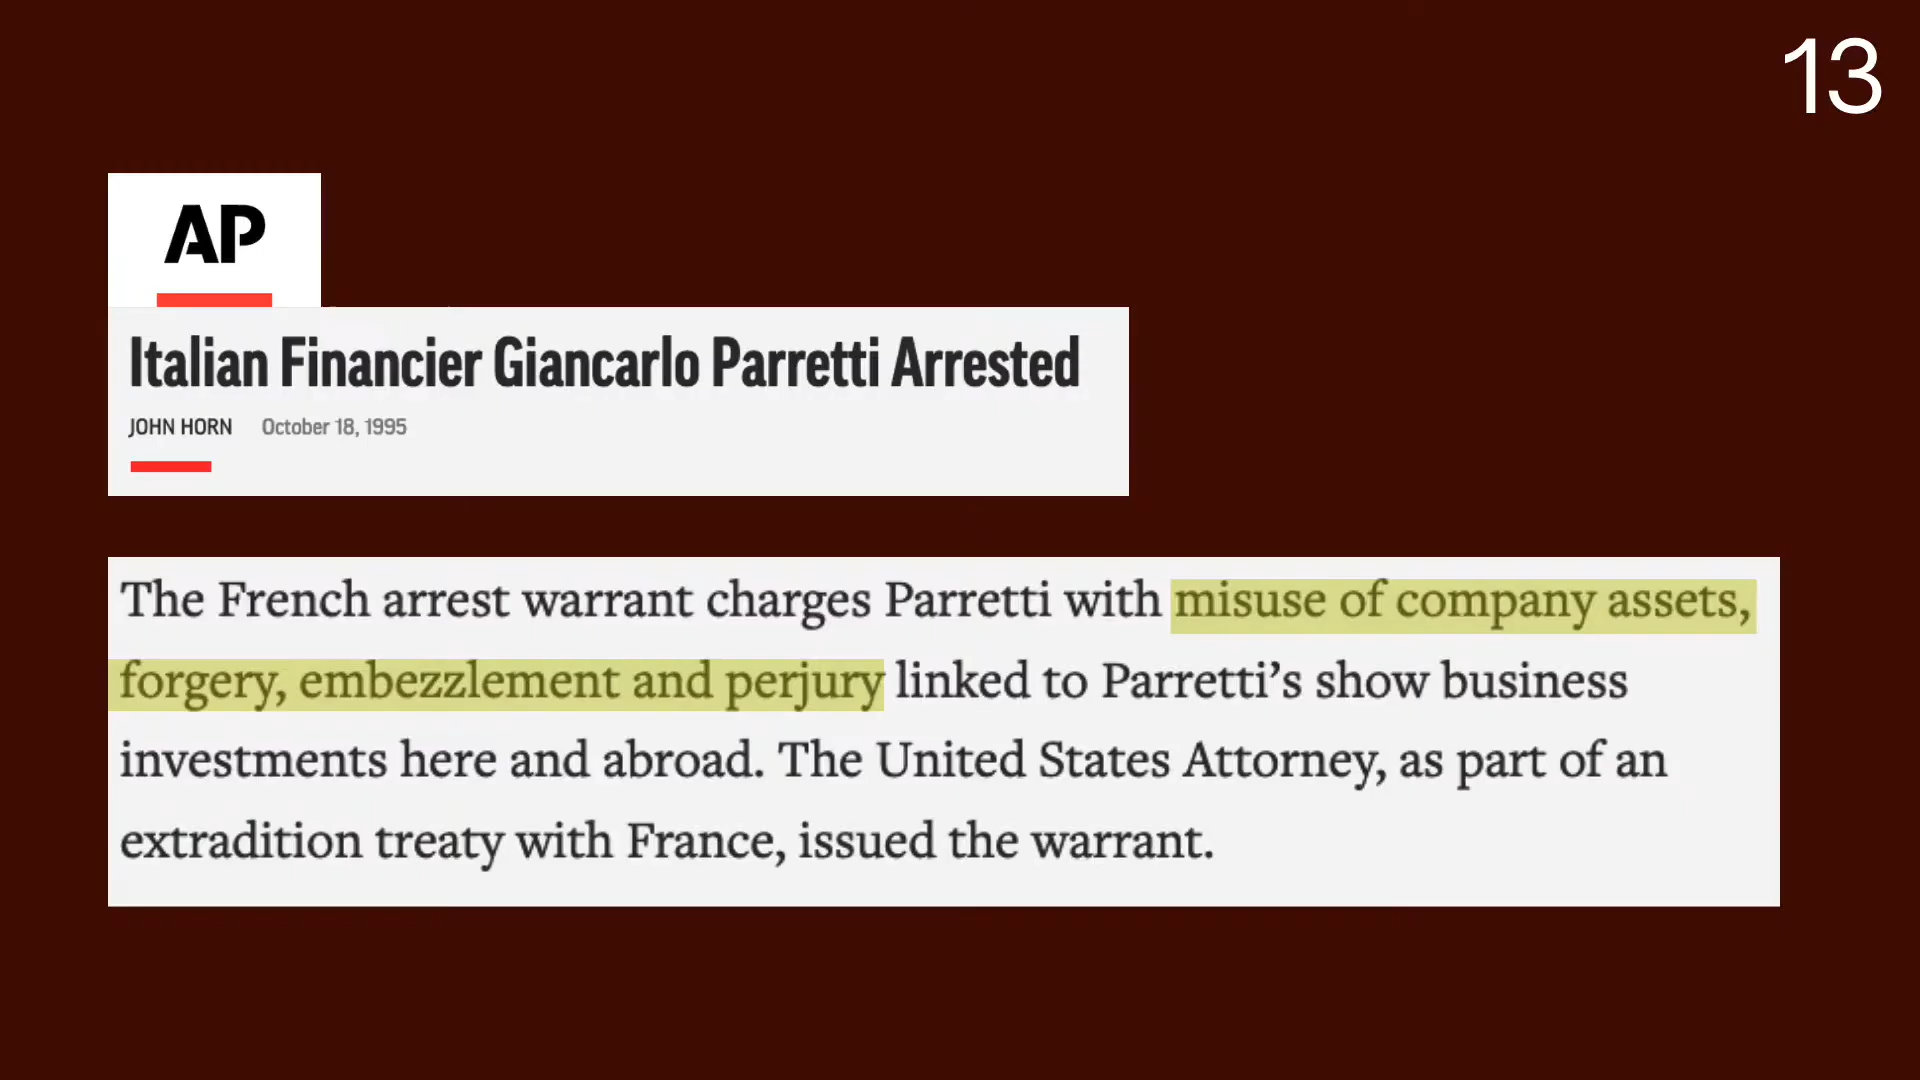 13
AP
Italian Financier Giancarlo Parretti Arrested
JOHN HORN October 18, 1995
The French arrest warrant charges Parretti with misuse of company assets,
forgery, embezzlement and perjury linked to Parretti’s show business
investments here and abroad. The United States Attorney, as part of an
extradition treaty with France, issued the warrant.